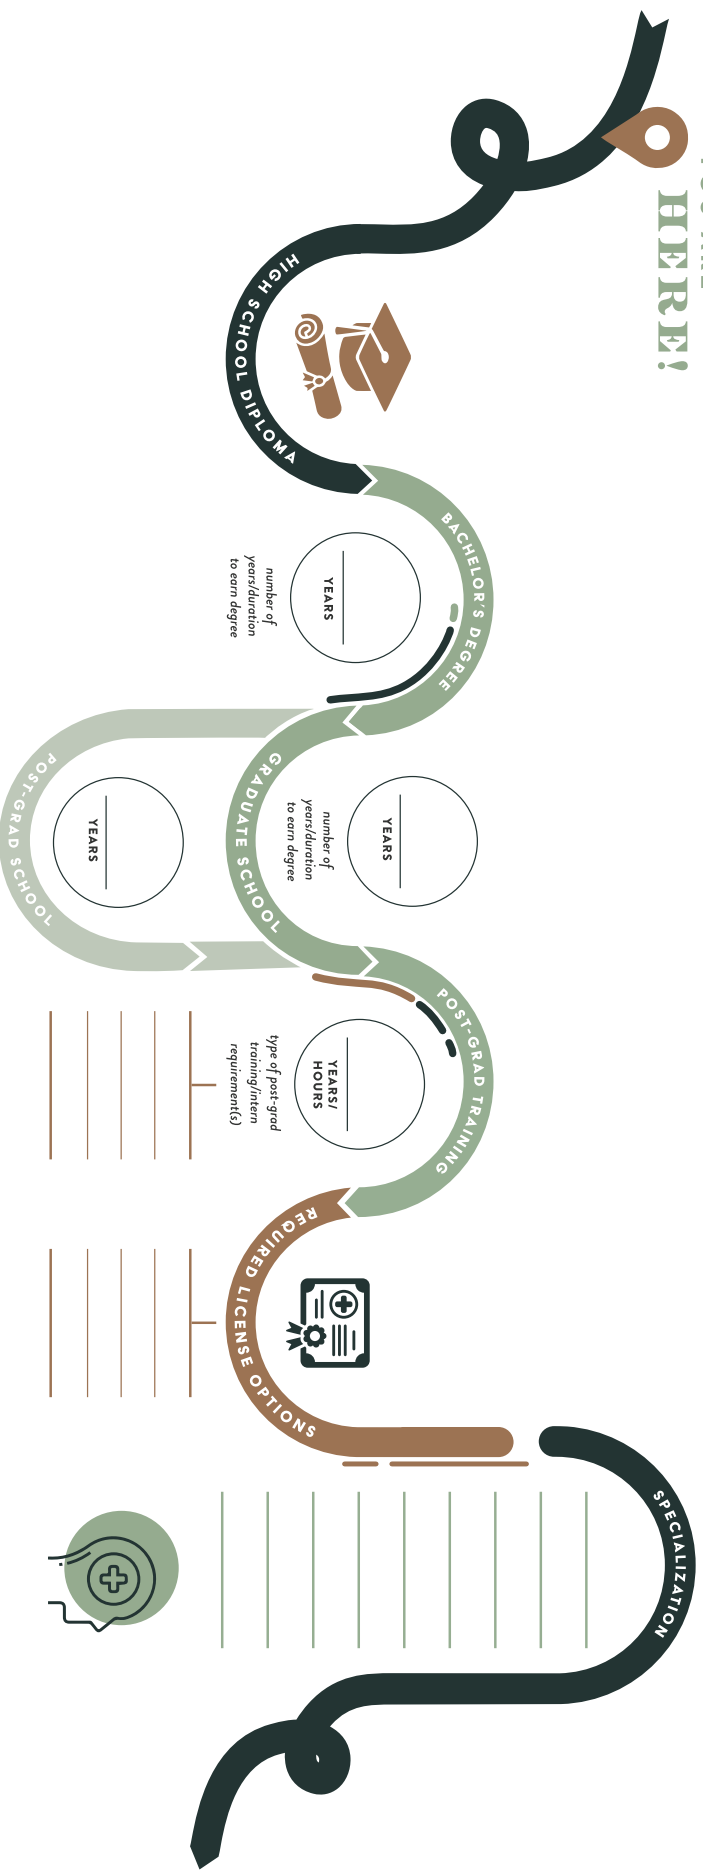 HERE!
HIGH SCHOOL DIPLOMA
BACHELOR'S DEGREE
YEARS
number of
years/duration
to earn degree
GRADUATE SCHOOL
YEARS
number of
years/duration
to earn degree
POST-GRAD SCHOOL
YEARS
POST-GRAD TRAINING
YEARS/
HOURS
type of post-grad
training/intern
requirement(s)
REQUIRED LICENSE OPTIONS
SPECIALIZATION